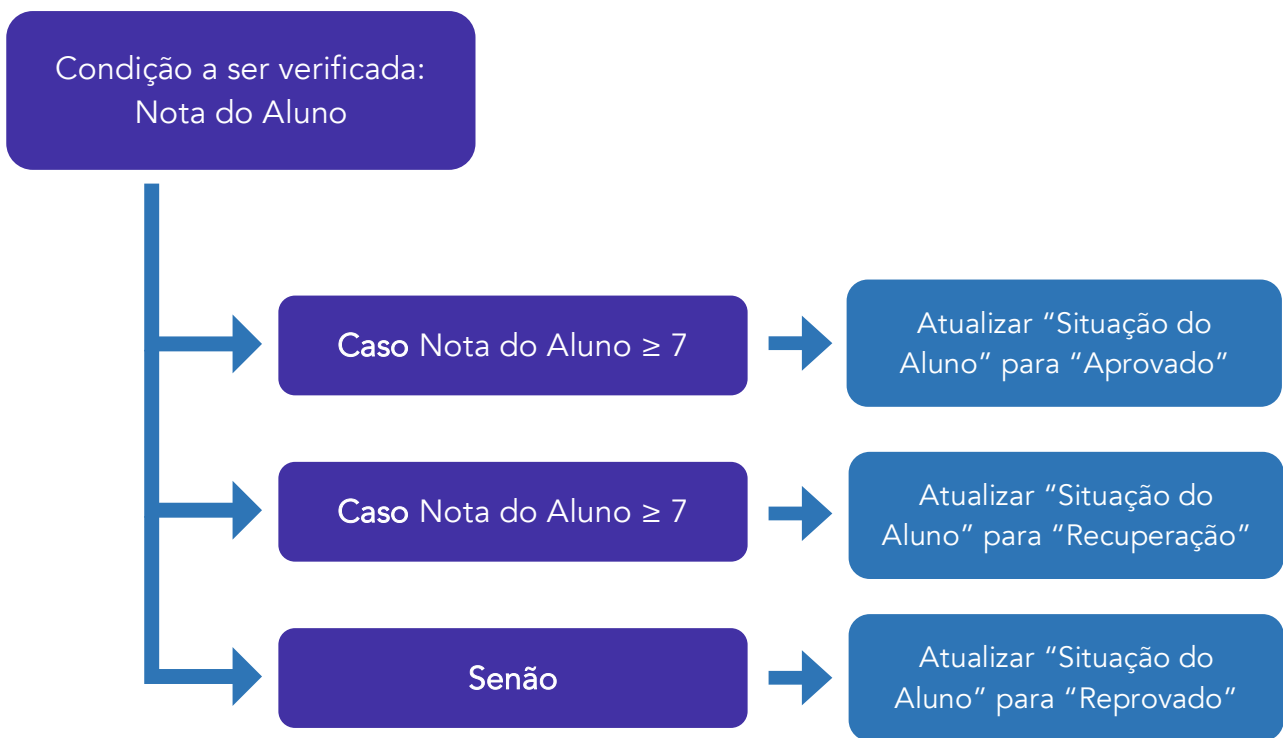 Condição a ser verificada:
Nota do Aluno
Caso Nota do Aluno ≥ 7
Atualizar “Situação do
Aluno” para “Aprovado”
Caso Nota do Aluno ≥ 7
Atualizar “Situação do
Aluno” para “Recuperação”
Senão
Atualizar “Situação do
Aluno” para “Reprovado”